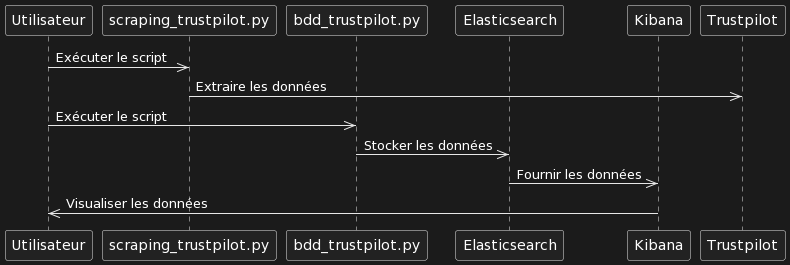 Utilisateur scraping_trustpilot.py bdd_trustpilot.py Elasticsearch Kibana Trustpilot
Exécuter le script
Extraire les données
Exécuter le script
Stocker les données
Fournir les données
Visualiser les données
Utilisateur scraping_trustpilot.py bdd_trustpilot.py Elasticsearch Kibana Trustpilot